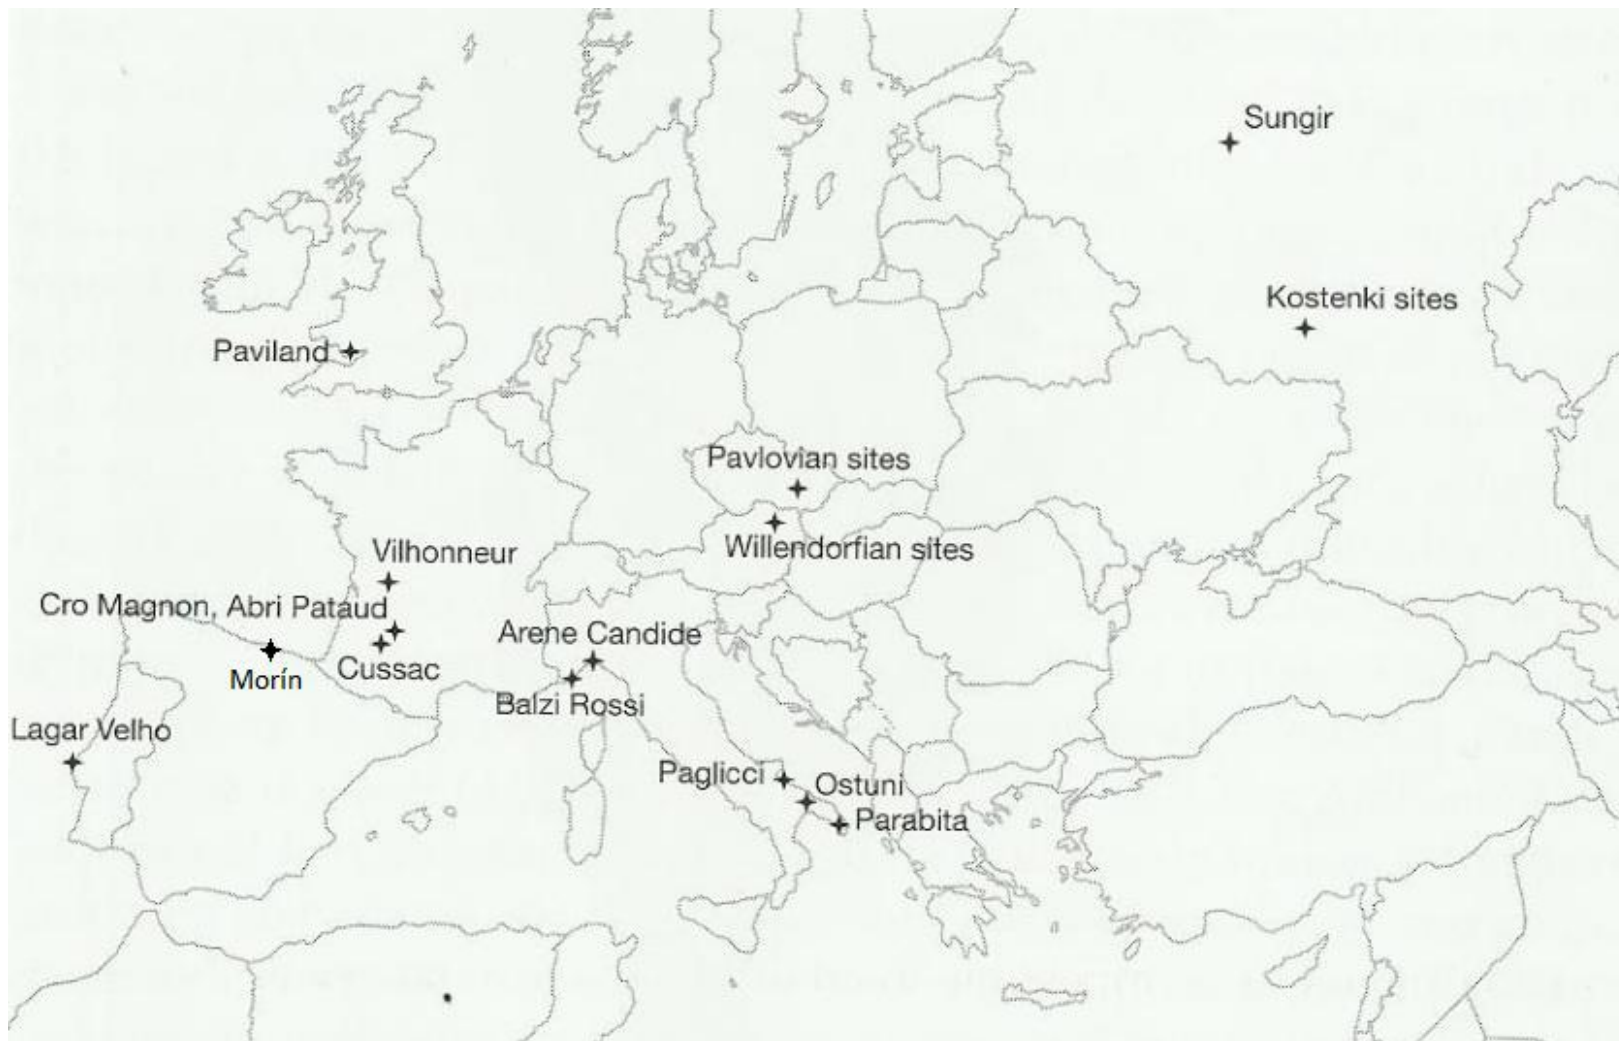 Sungir
Kostenki sites
Paviland
Pavlovian sites
Willendorfian sites
Vilhonneur
Cro Magnon, Abri Pataud
Arene Candide
Cussac
Morín
Balzi Rossi
Lagar Velho
Paglicci
Ostuni
Parabita